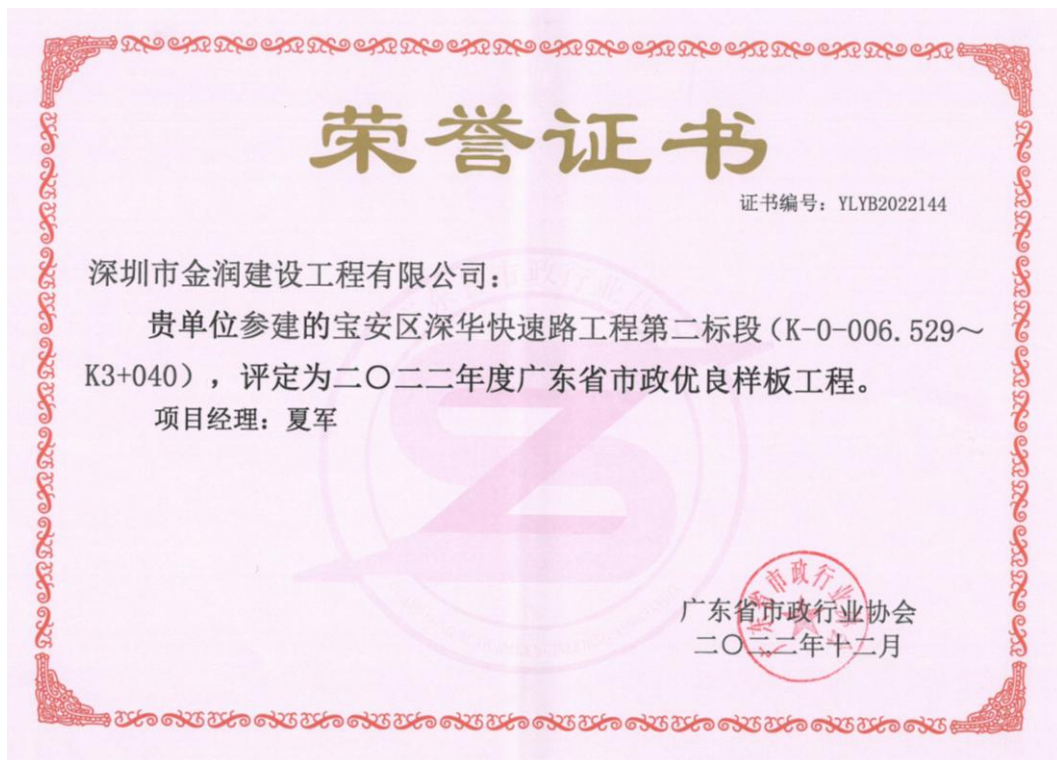 荣誉证书
证书编号：YLYB2022144
深圳市金润建设工程有限公司：
贵单位参建的宝安区深华快速路工程第二标段（K-0-006.529～
K3+040），评定为二〇二二年度广东省市政优良样板工程。
项目经理：夏军
广东省市政行业协会
二〇二二年十二月